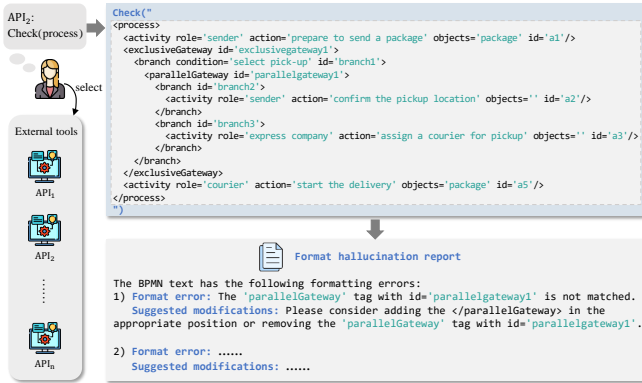 API2:
Check(process)
select
External tools
API1
API2
APIn
Check("
<process>
<activity role='sender' action='prepare to send a package' objects='package' id='a1'/>
<exclusiveGateway id='exclusivegateway1'>
<branch condition='select pick-up' id='branch1'>
<parallelGateway id='parallelgateway1'>
<branch id='branch2'>
<activity role='sender' action='confirm the pickup location' objects='' id='a2'/>
</branch>
<branch id='branch3'>
<activity role='express company' action='assign a courier for pickup' objects='' id='a3'/>
</branch>
</branch>
</exclusiveGateway>
<activity role='courier' action='start the delivery' objects='package' id='a5'/>
</process>
")
Format hallucination report
The BPMN text has the following formatting errors:
1) Format error: The 'parallelGateway' tag with id='parallelgateway1' is not matched.
Suggested modifications: Please consider adding the </parallelGateway> in the
appropriate position or removing the 'parallelGateway' tag with id='parallelgateway1'.
2) Format error: ......
Suggested modifications: ......